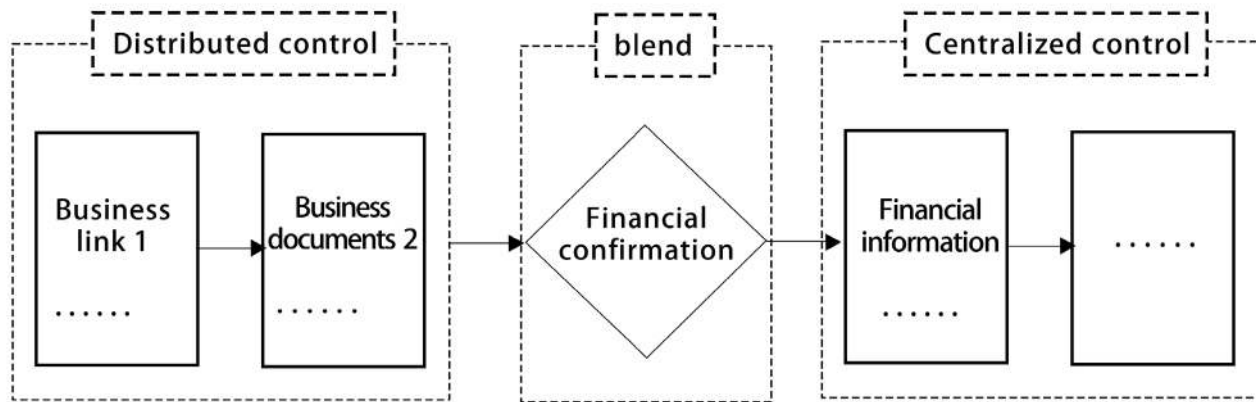 Distributed control
blend
Centralized control
Business
link 1
......
Business
documents 2
......
Financial
confirmation
Financial
information
......
......